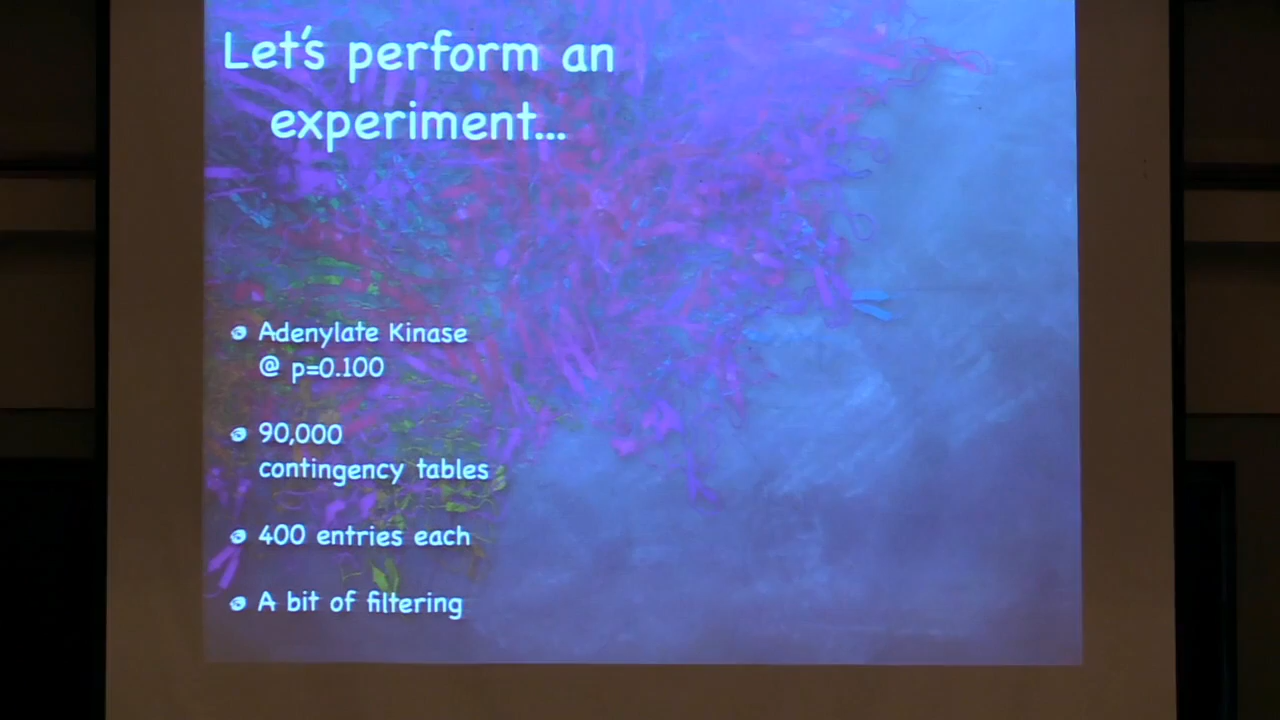 Let's perform an
experiment...
Adenylate Kinase
@ p=0.100
90,000
contingency tables
400 entries each
A bit of filtering